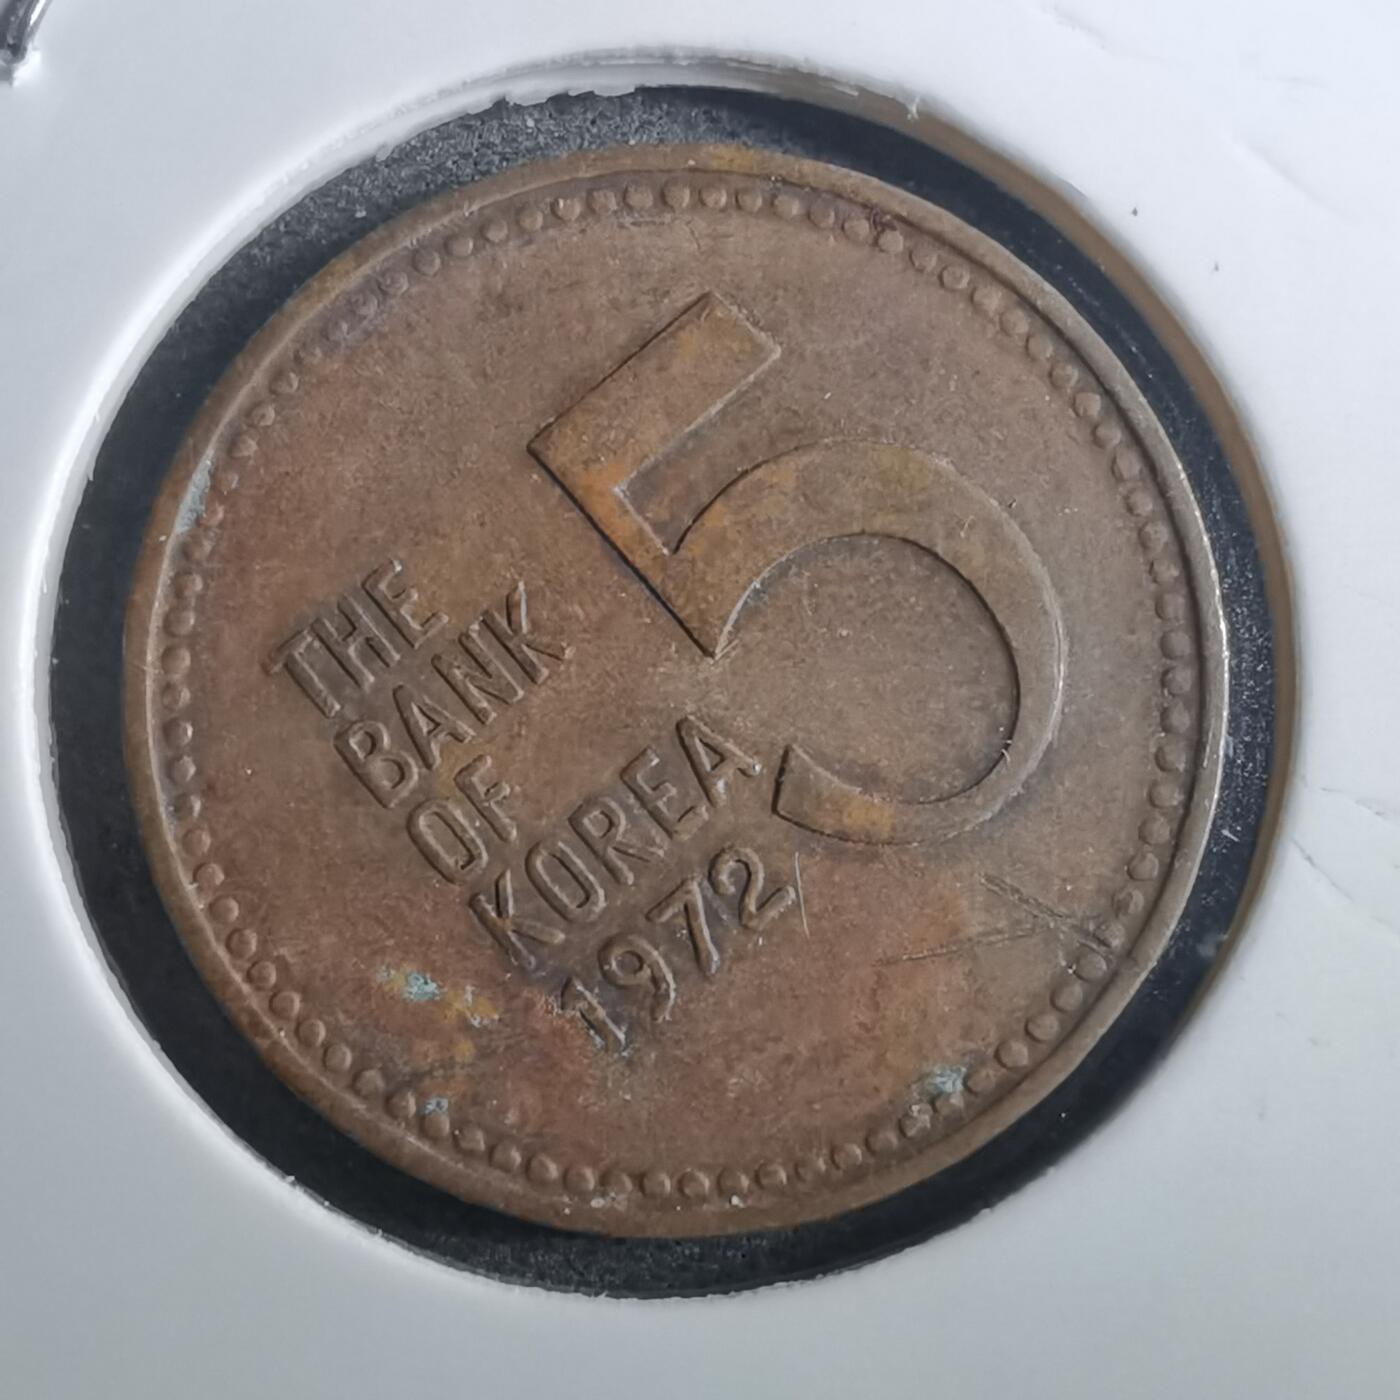 5
THE
BANK
OF
KOREA
1972